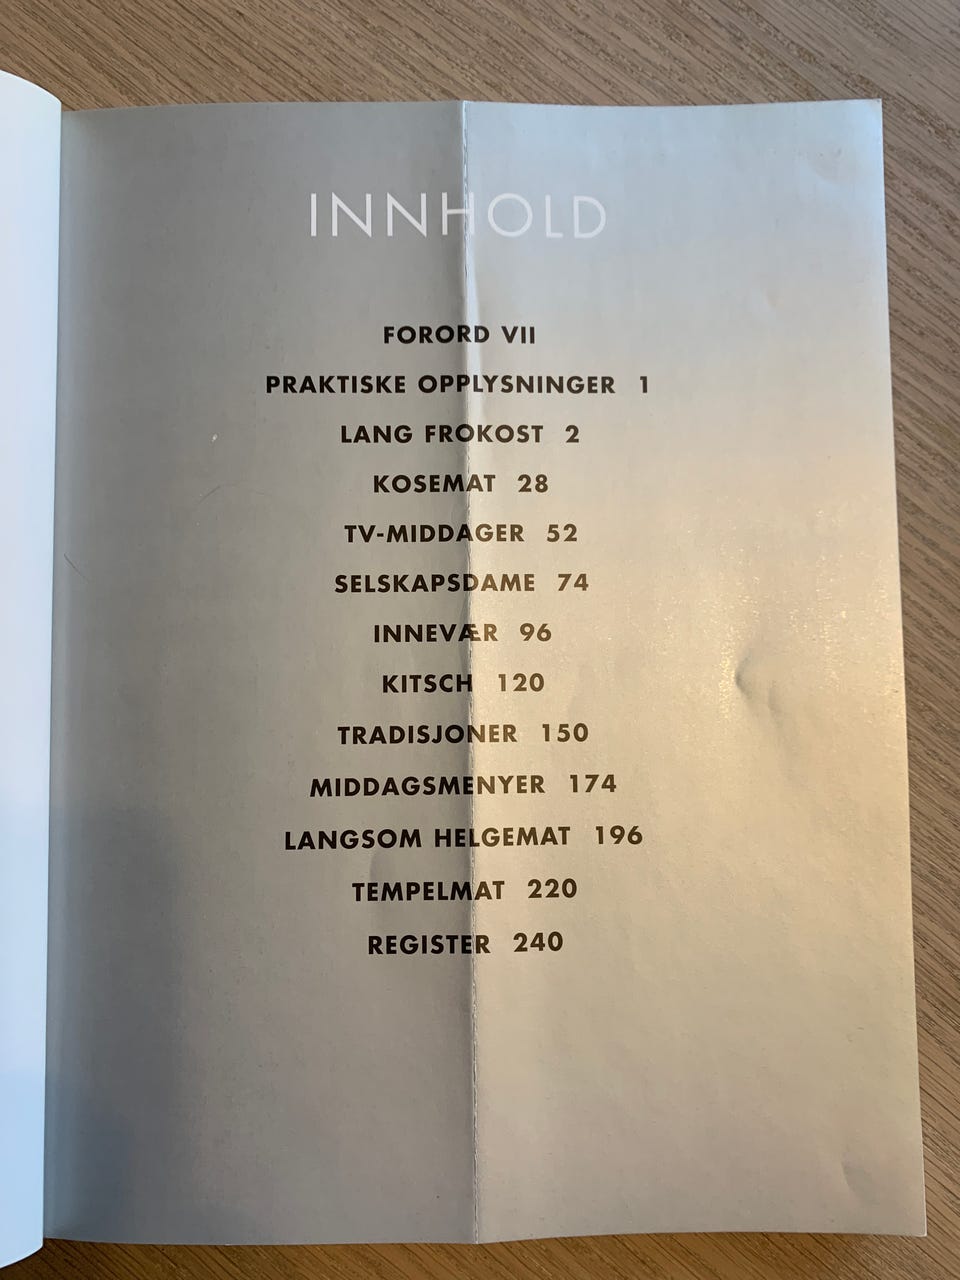 INNHOLD
FORORD VII
PRAKTISKE OPPLYSNINGER 1
LANG FROKOST 2
KOSEMAT 28
TV-MIDDAGER 52
SELSKAPSDAME 74
INNEVÆR 96
KITSCH 120
TRADISJONER 150
MIDDAGSMENYER 174
LANGSOM HELGEMAT 196
TEMPELMAT 220
REGISTER 240